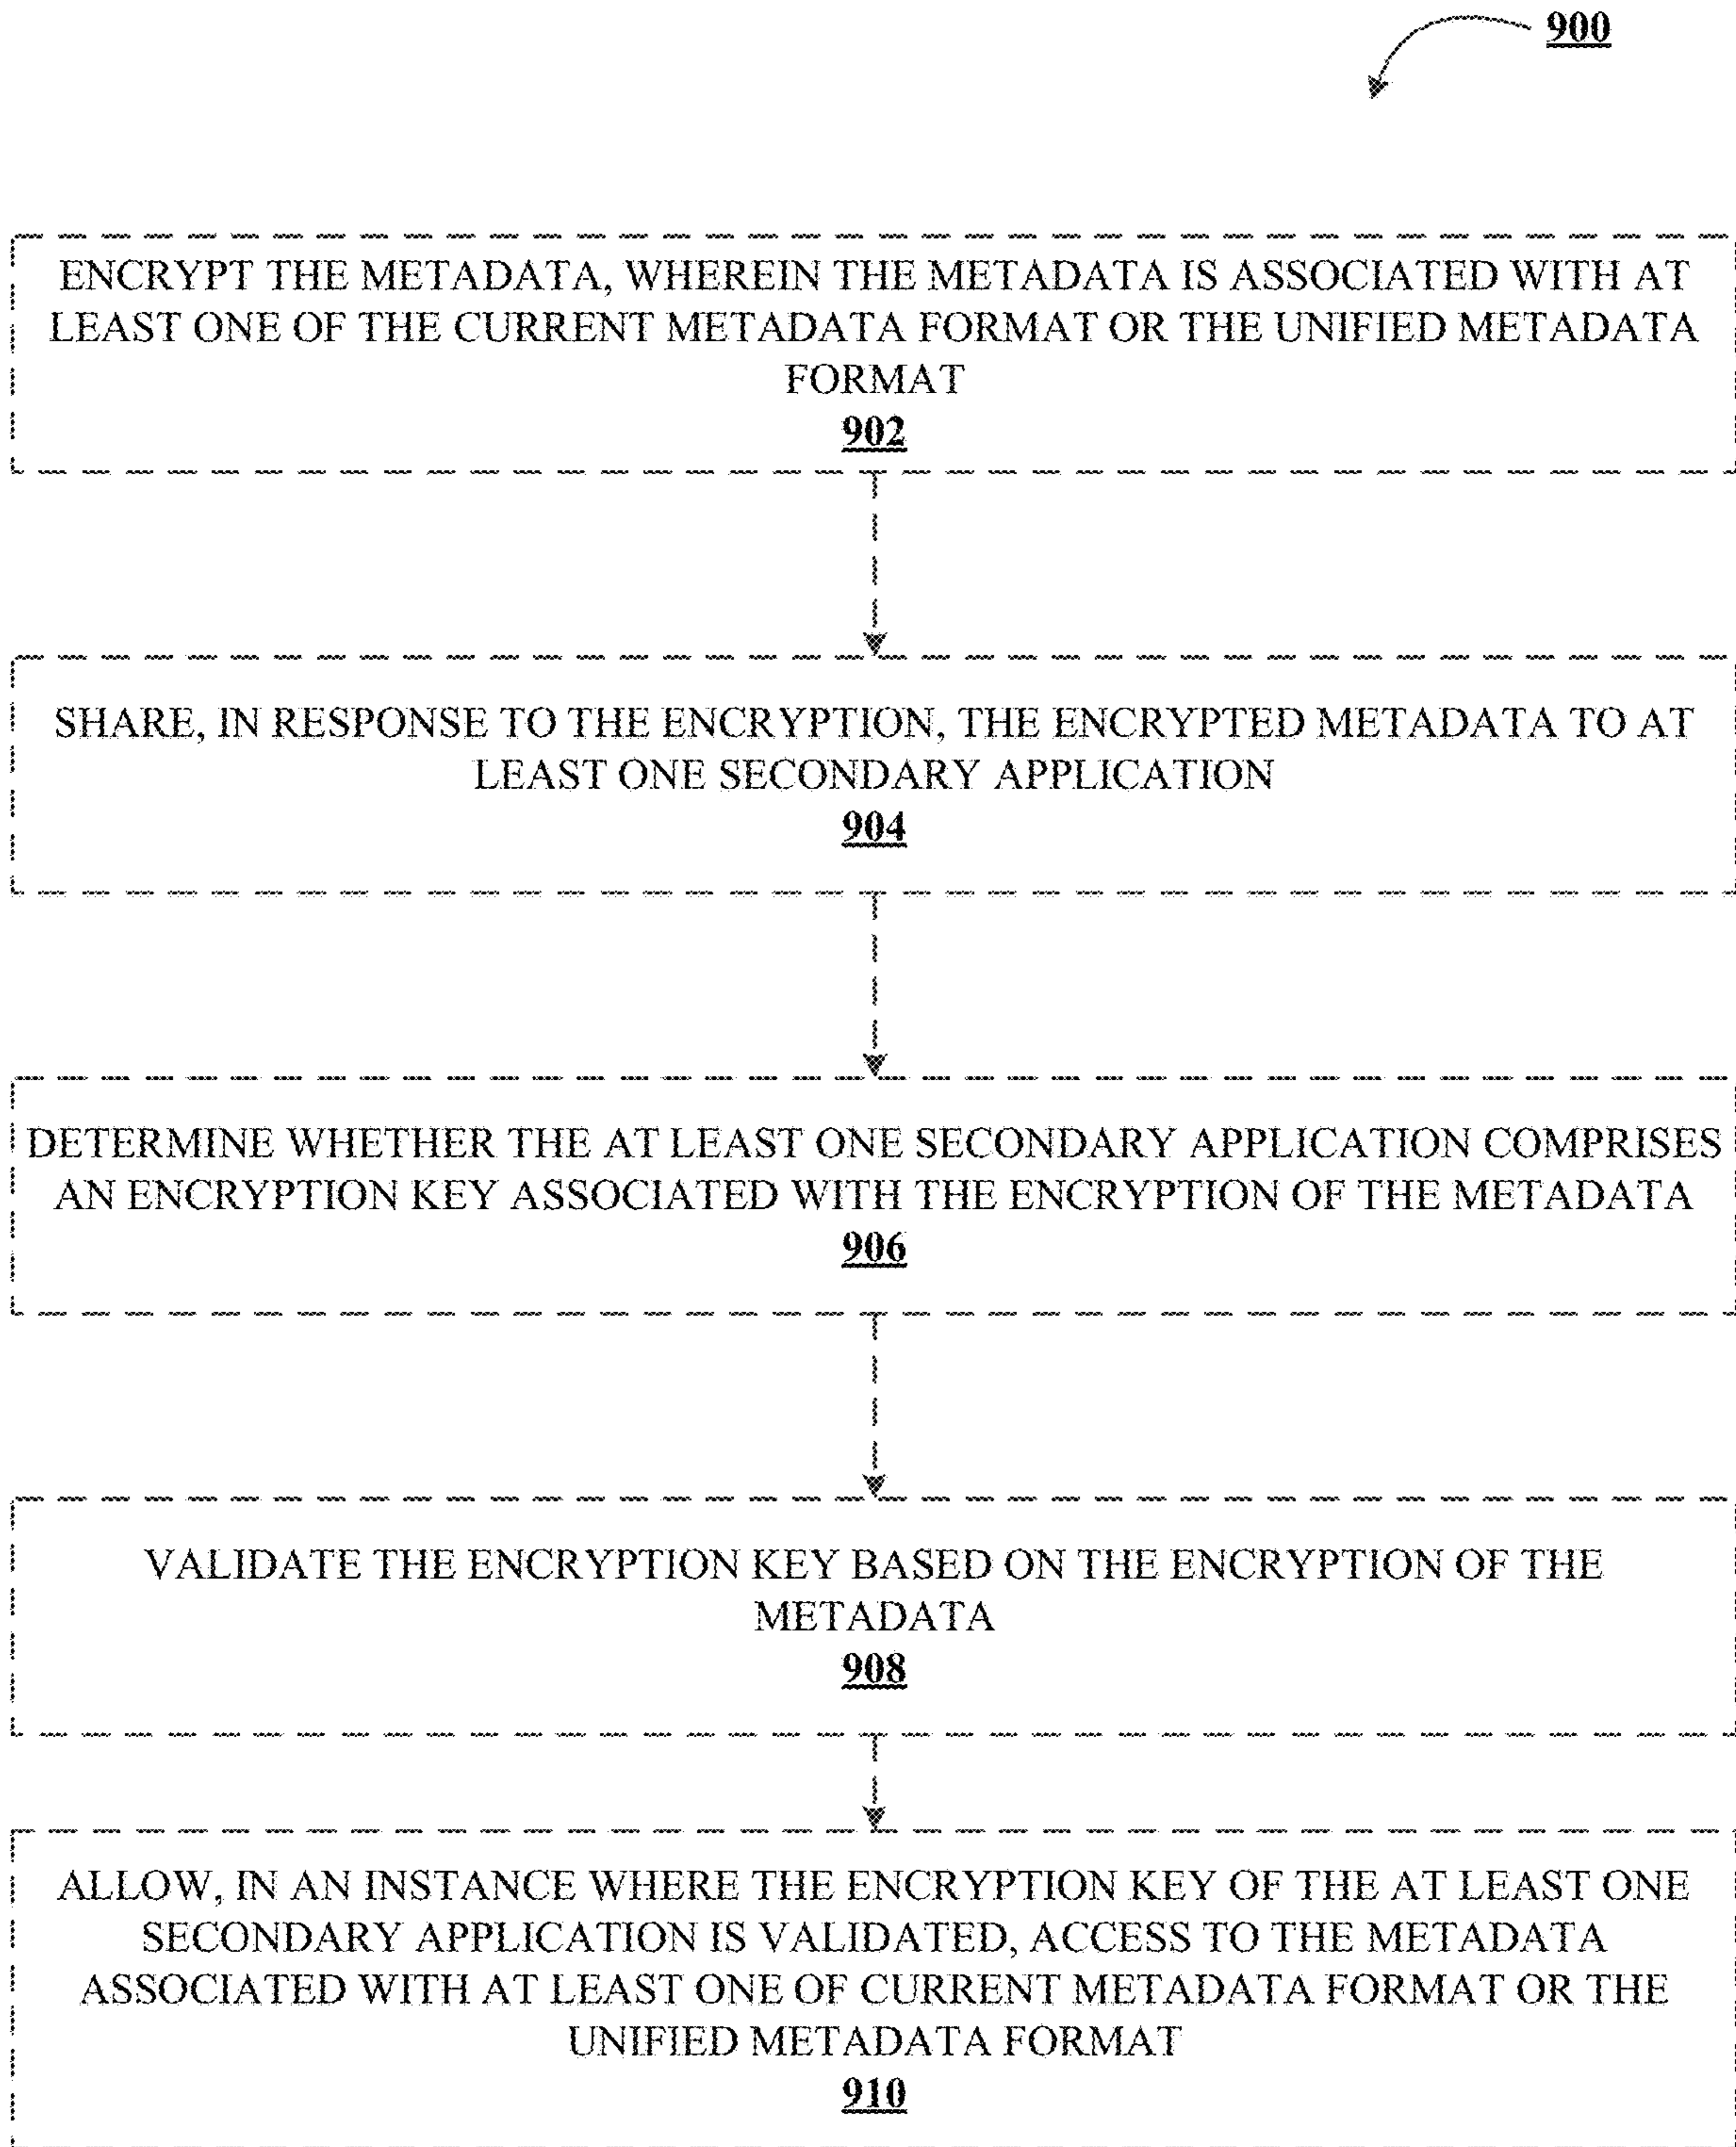 900
ENCRYPT THE METADATA, WHEREIN THE METADATA IS ASSOCIATED WITH AT
LEAST ONE OF THE CURRENT METADATA FORMAT OR THE UNIFIED METADATA
FORMAT
902
SHARE, IN RESPONSE TO THE ENCRYPTION, THE ENCRYPTED METADATA TO AT
LEAST ONE SECONDARY APPLICATION
904
DETERMINE WHETHER THE AT LEAST ONE SECONDARY APPLICATION COMPRISES
AN ENCRYPTION KEY ASSOCIATED WITH THE ENCRYPTION OF THE METADATA
906
VALIDATE THE ENCRYPTION KEY BASED ON THE ENCRYPTION OF THE
METADATA
908
ALLOW, IN AN INSTANCE WHERE THE ENCRYPTION KEY OF THE AT LEAST ONE
SECONDARY APPLICATION IS VALIDATED, ACCESS TO THE METADATA
ASSOCIATED WITH AT LEAST ONE OF CURRENT METADATA FORMAT OR THE
UNIFIED METADATA FORMAT
910